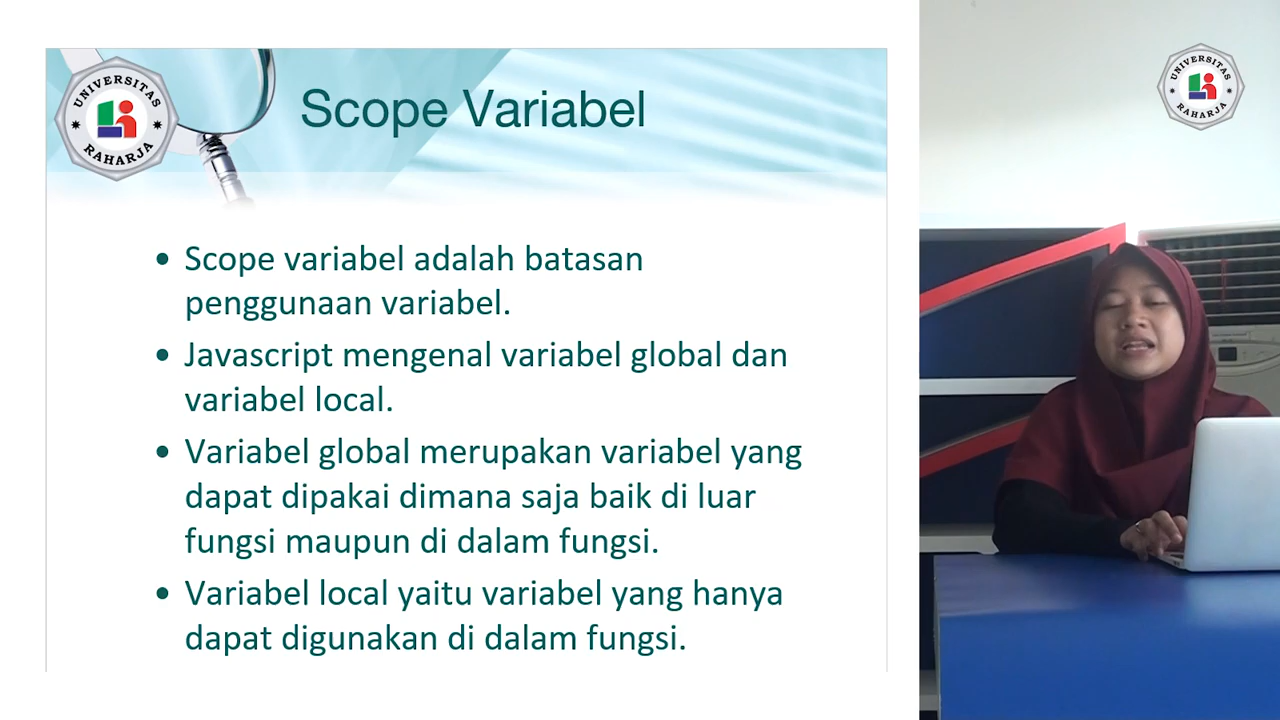 UNIVERSITAS
RAHARJA
Scope Variabel
• Scope variabel adalah batasan
penggunaan variabel.
• Javascript mengenal variabel global dan
variabel local.
• Variabel global merupakan variabel yang
dapat dipakai dimana saja baik di luar
fungsi maupun di dalam fungsi.
• Variabel local yaitu variabel yang hanya
dapat digunakan di dalam fungsi.
UNIVERSITAS
RAHARJA